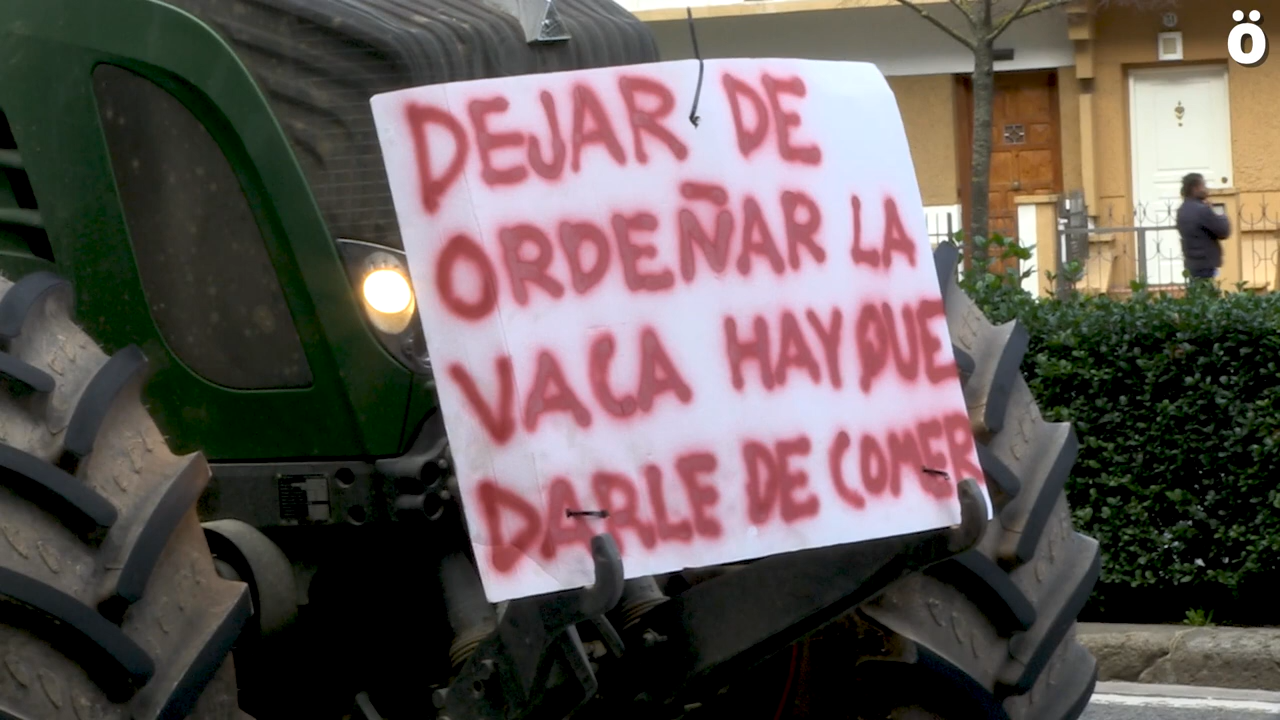 Ö
DEJAR DE
ORDEÑAR LA
VACA HAY QUE
DARLE DE COMER